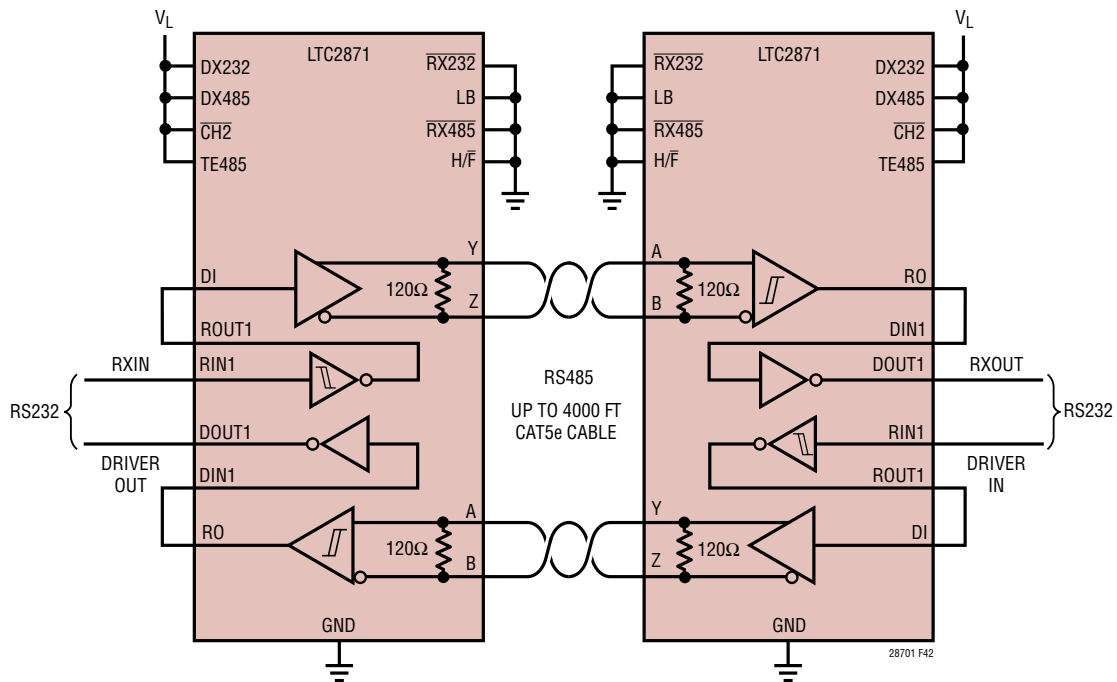 VL
LTC2871
DX232
DX485
CH2
TE485
RX232
LB
RX485
H/F
DI
ROUT1
RXIN
RIN1
RS232
DOUT1
DRIVER
OUT
DIN1
RO
Y
120Ω
Z
A
120Ω
B
GND
RS485
UP TO 4000 FT
CAT5e CABLE
VL
LTC2871
RX232
LB
RX485
H/F
DX232
DX485
CH2
TE485
A
120Ω
B
RO
DIN1
DOUT1
RXOUT
RS232
RIN1
DRIVER
IN
ROUT1
DI
Y
120Ω
Z
GND
28701 F42